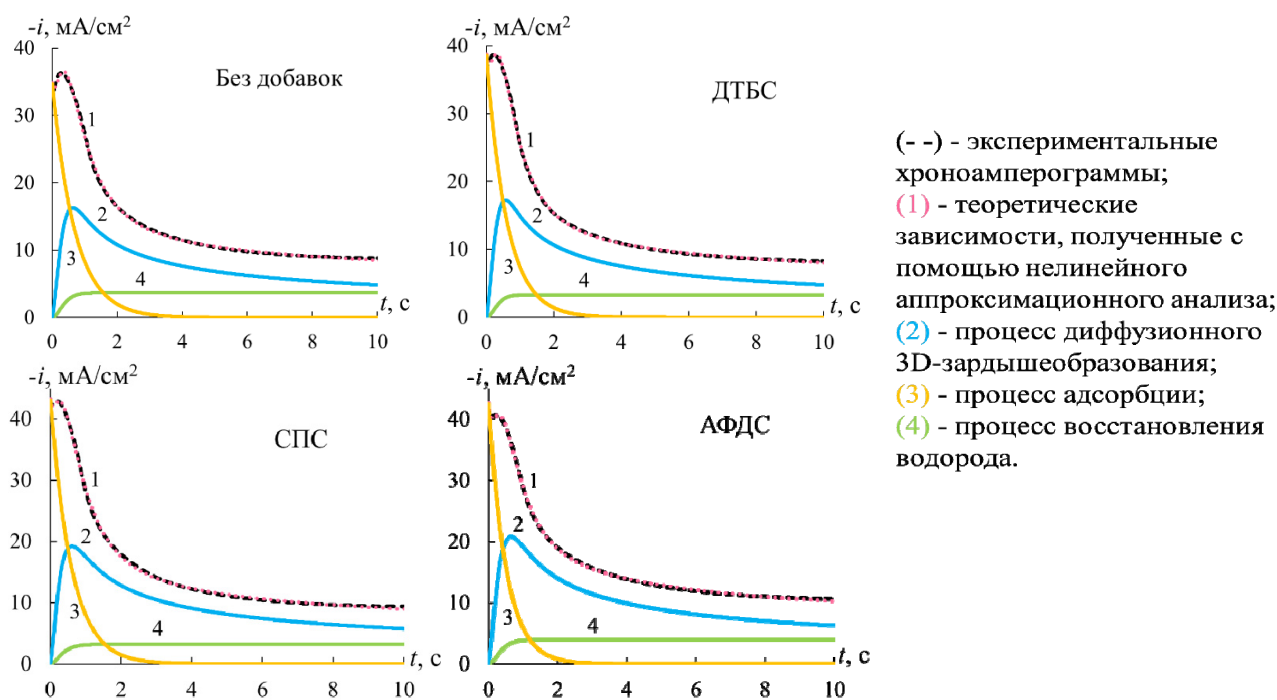 -i, мА/см²
40
30
20
10
0
Без добавок
1
2
3
4
t, с
0 2 4 6 8 10
-i, мА/см²
40
30
20
10
0
ДТБС
1
2
3
4
t, с
0 2 4 6 8 10
-i, мА/см²
40
30
20
10
0
СПС
1
2
3
4
t, с
0 2 4 6 8 10
-i, мА/см²
40
30
20
10
0
АФДС
1
2
3
4
t, с
0 2 4 6 8 10
(- -) - экспериментальные
хроноамперограммы;
(1) - теоретические
зависимости, полученные с
помощью нелинейного
аппроксимационного анализа;
(2) - процесс диффузионного
3D-зардышеобразования;
(3) - процесс адсорбции;
(4) - процесс восстановления
водорода.